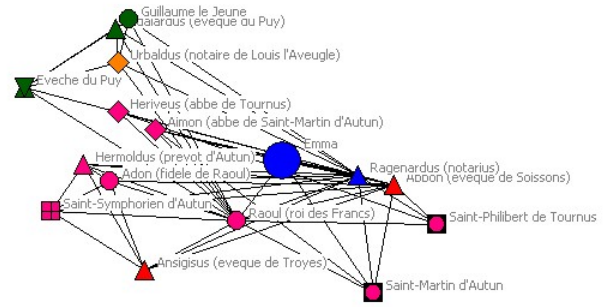 Guillaume le Jeune
dalardus (eveque du Puy)
Urbaldus (notaire de Louis l'Aveugle)
Eveche du Puy
Heriveus (abbe de Tournus)
Aimon (abbe de Saint-Martin d'Autun)
Emma
Hermoldus (prevot d'Autun)
Ragenardus (notarius)
Adon (fidele de Raoul)
Abbon (eveque de Soissons)
Saint-Symphorien d'Autun
Raoul (roi des Francs)
Saint-Philibert de Tournus
Ansigisus (eveque de Troyes)
Saint-Martin d'Autun